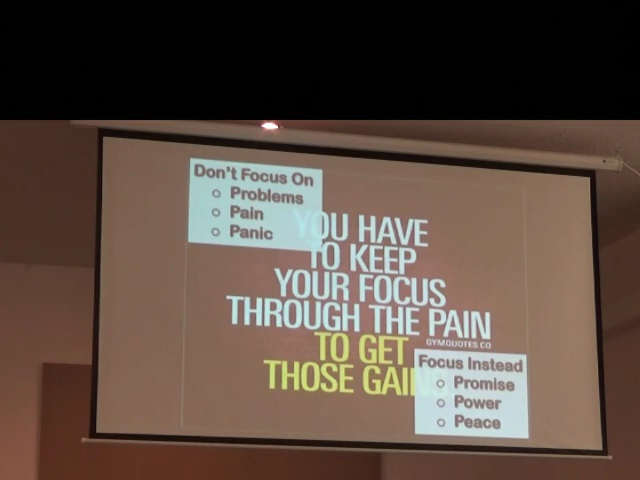 Don't Focus On
○ Problems
○ Pain
○ Panic
YOU HAVE
TO KEEP
YOUR FOCUS
THROUGH THE PAIN
GYMQUOTES.CO
TO GET
THOSE GAIN
Focus Instead
○ Promise
○ Power
○ Peace